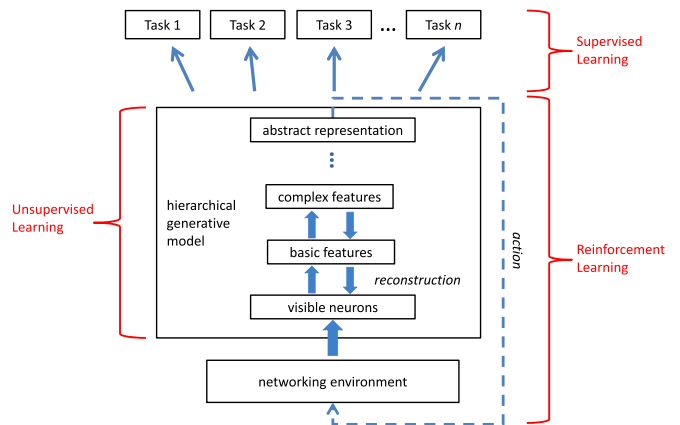 Task 1
Task 2
Task 3
...
Task n
Supervised
Learning
abstract representation
hierarchical
generative
model
complex features
Unsupervised
Learning
basic features
action
Reinforcement
Learning
reconstruction
visible neurons
networking environment